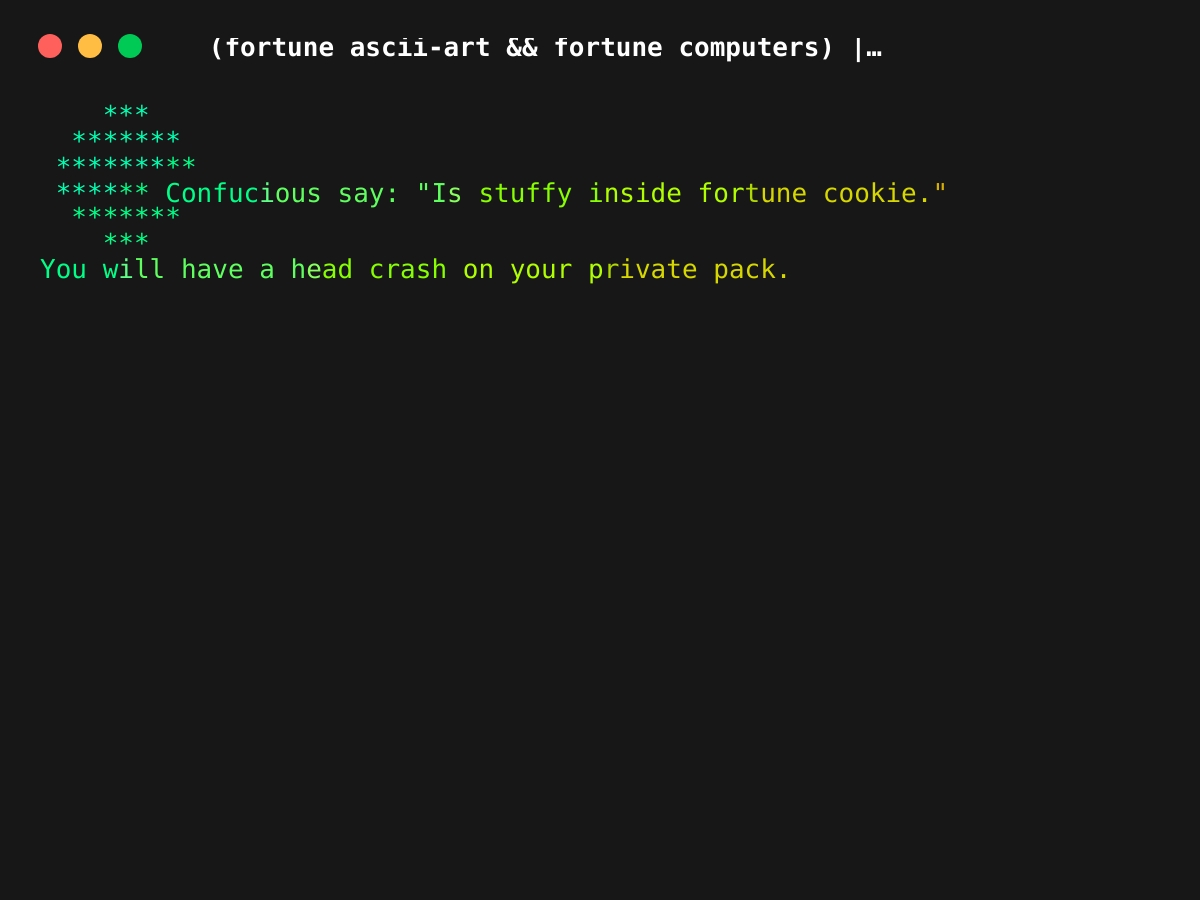 (fortune ascii-art && fortune computers) |…
    ***
  *******
 *********
 ****** Confucious say: "Is stuffy inside fortune cookie."
  *******
    ***
You will have a head crash on your private pack.